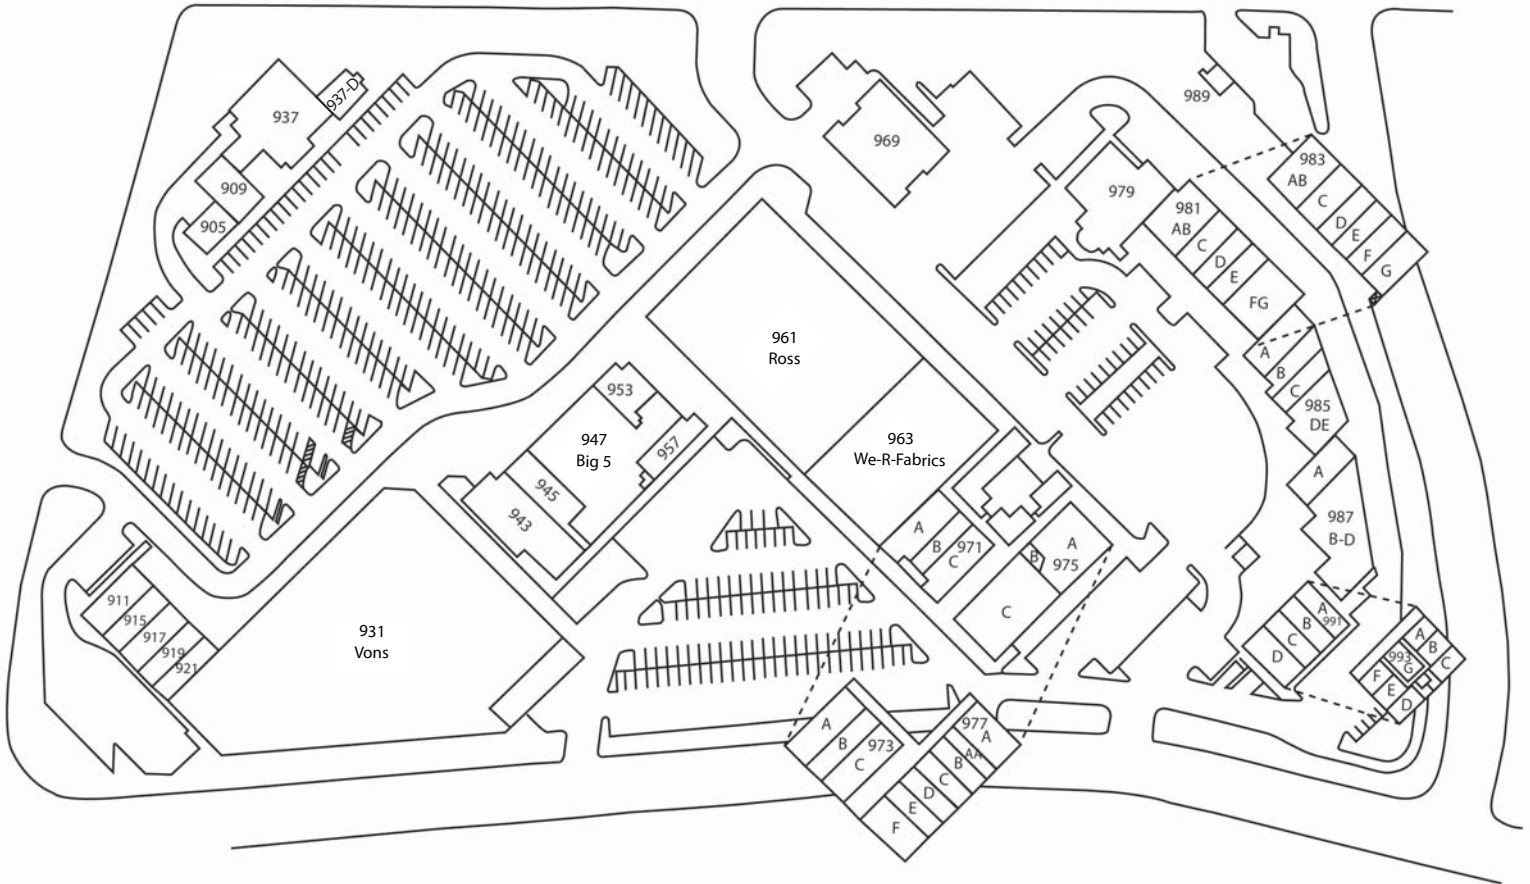 937
937-D
909
905
969
989
979
983
AB
C
D
E
F
G
981
AB
C
D
E
FG
A
B
C
985
DE
A
987
B-D
961
Ross
963
We-R-Fabrics
953
947
Big 5
957
945
943
A
B
971
C
A
B
975
C
911
915
917
919
921
931
Vons
A
991
B
C
D
A
B
C
993
G
F
E
D
A
B
973
C
977
A
AA
B
C
D
E
F